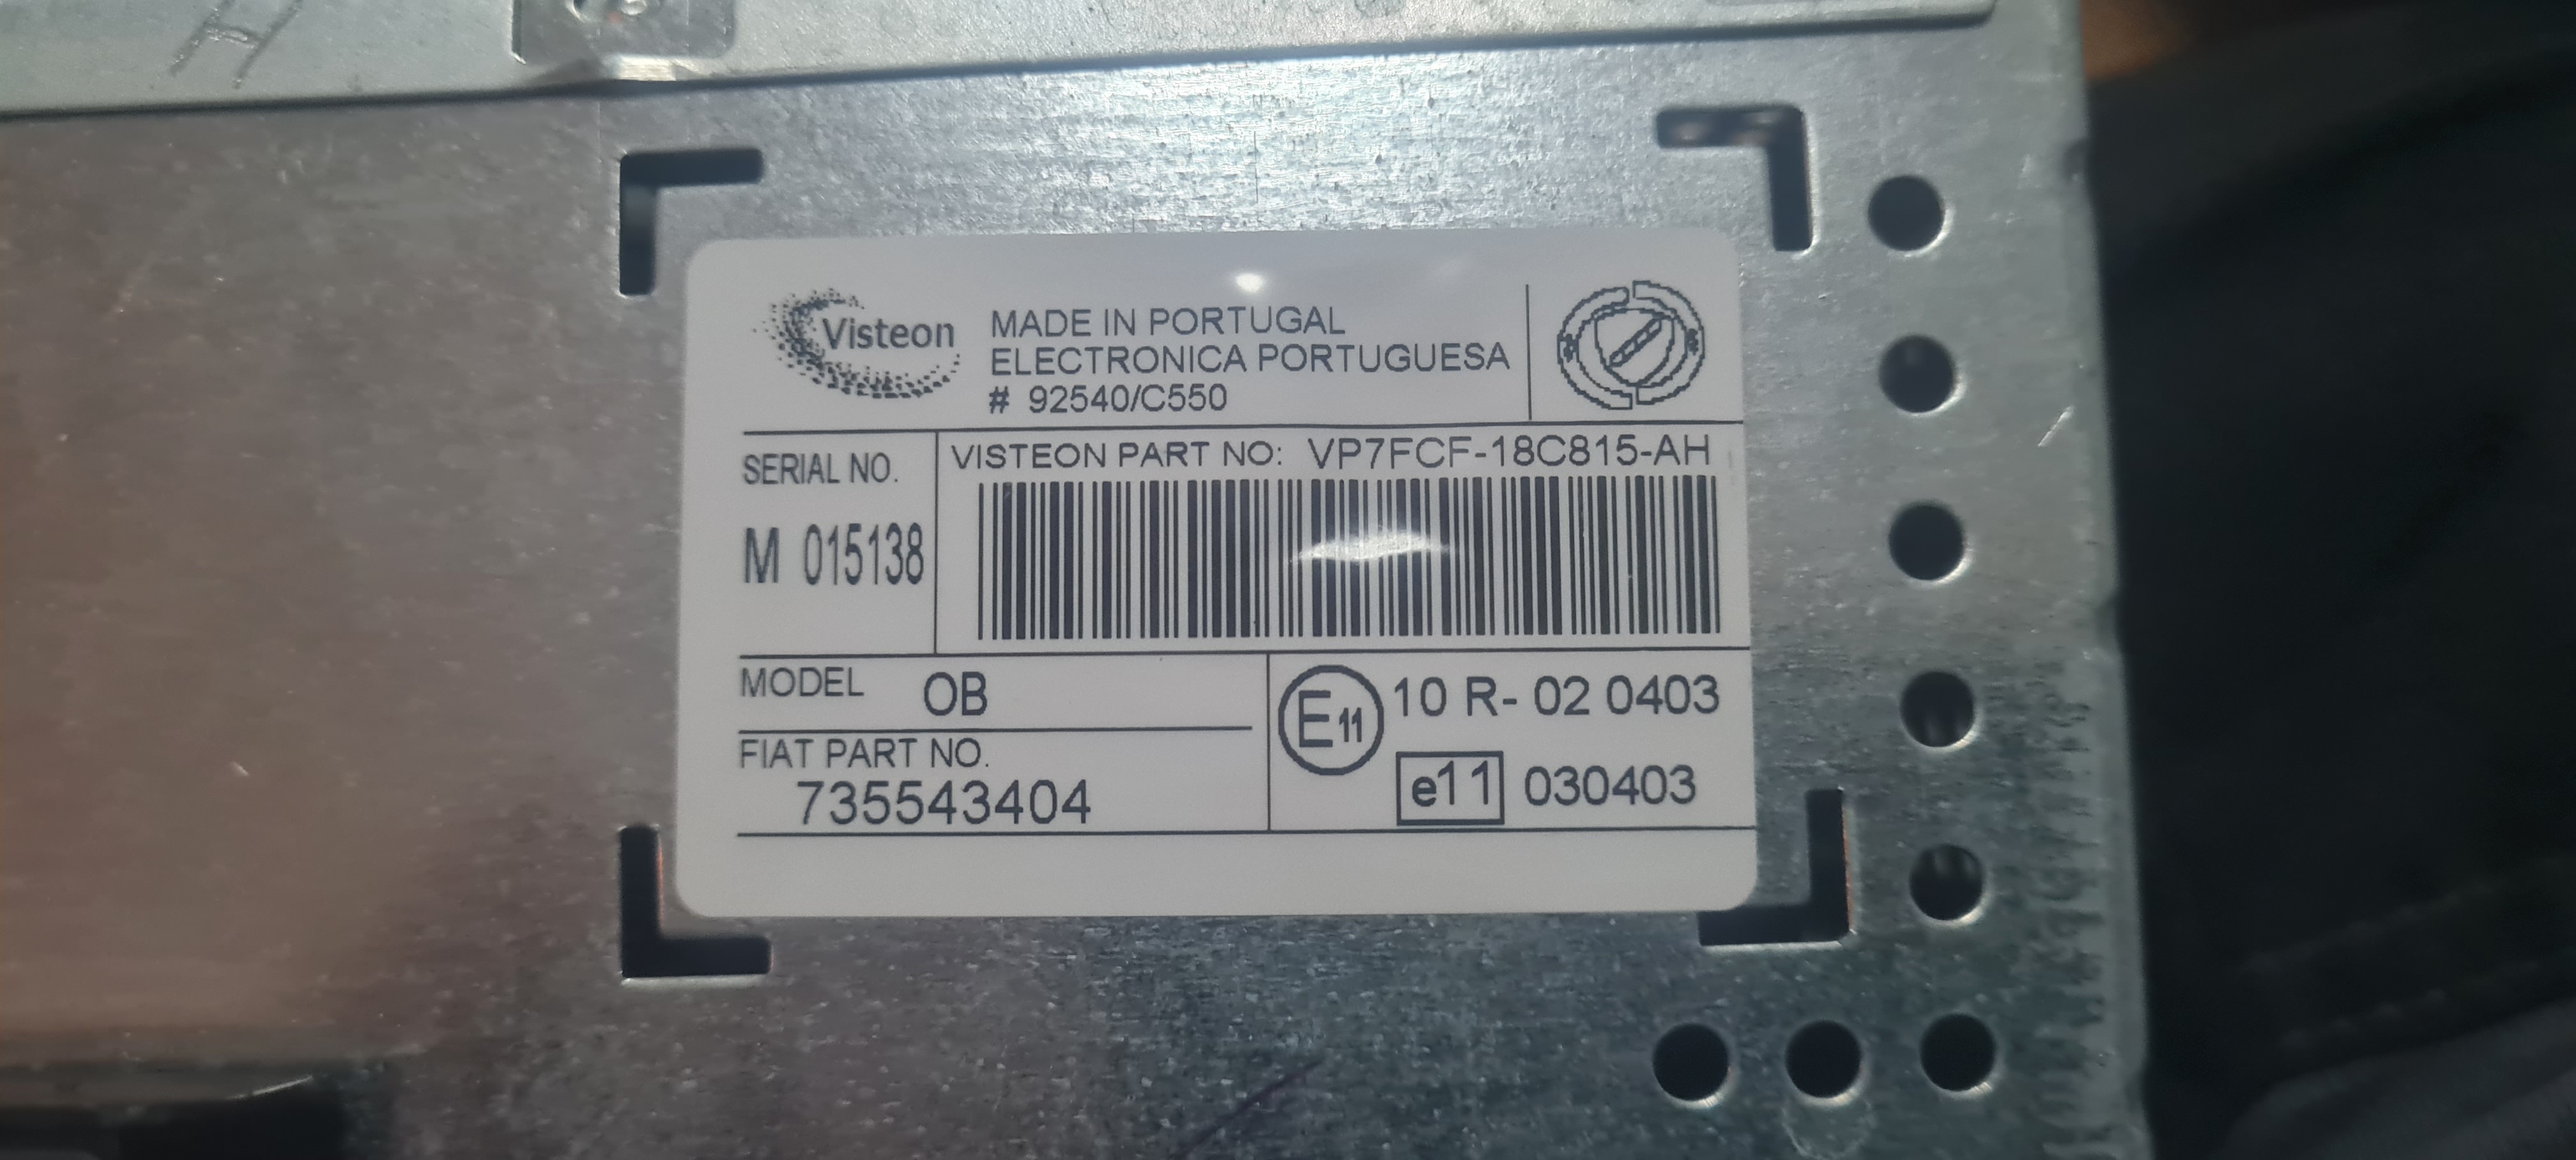 H
Visteon
MADE IN PORTUGAL
ELECTRONICA PORTUGUESA
# 92540/C550
SERIAL NO.
M 015138
VISTEON PART NO: VP7FCF-18C815-AH
MODEL OB
FIAT PART NO.
735543404
E11 10 R- 02 0403
e11 030403